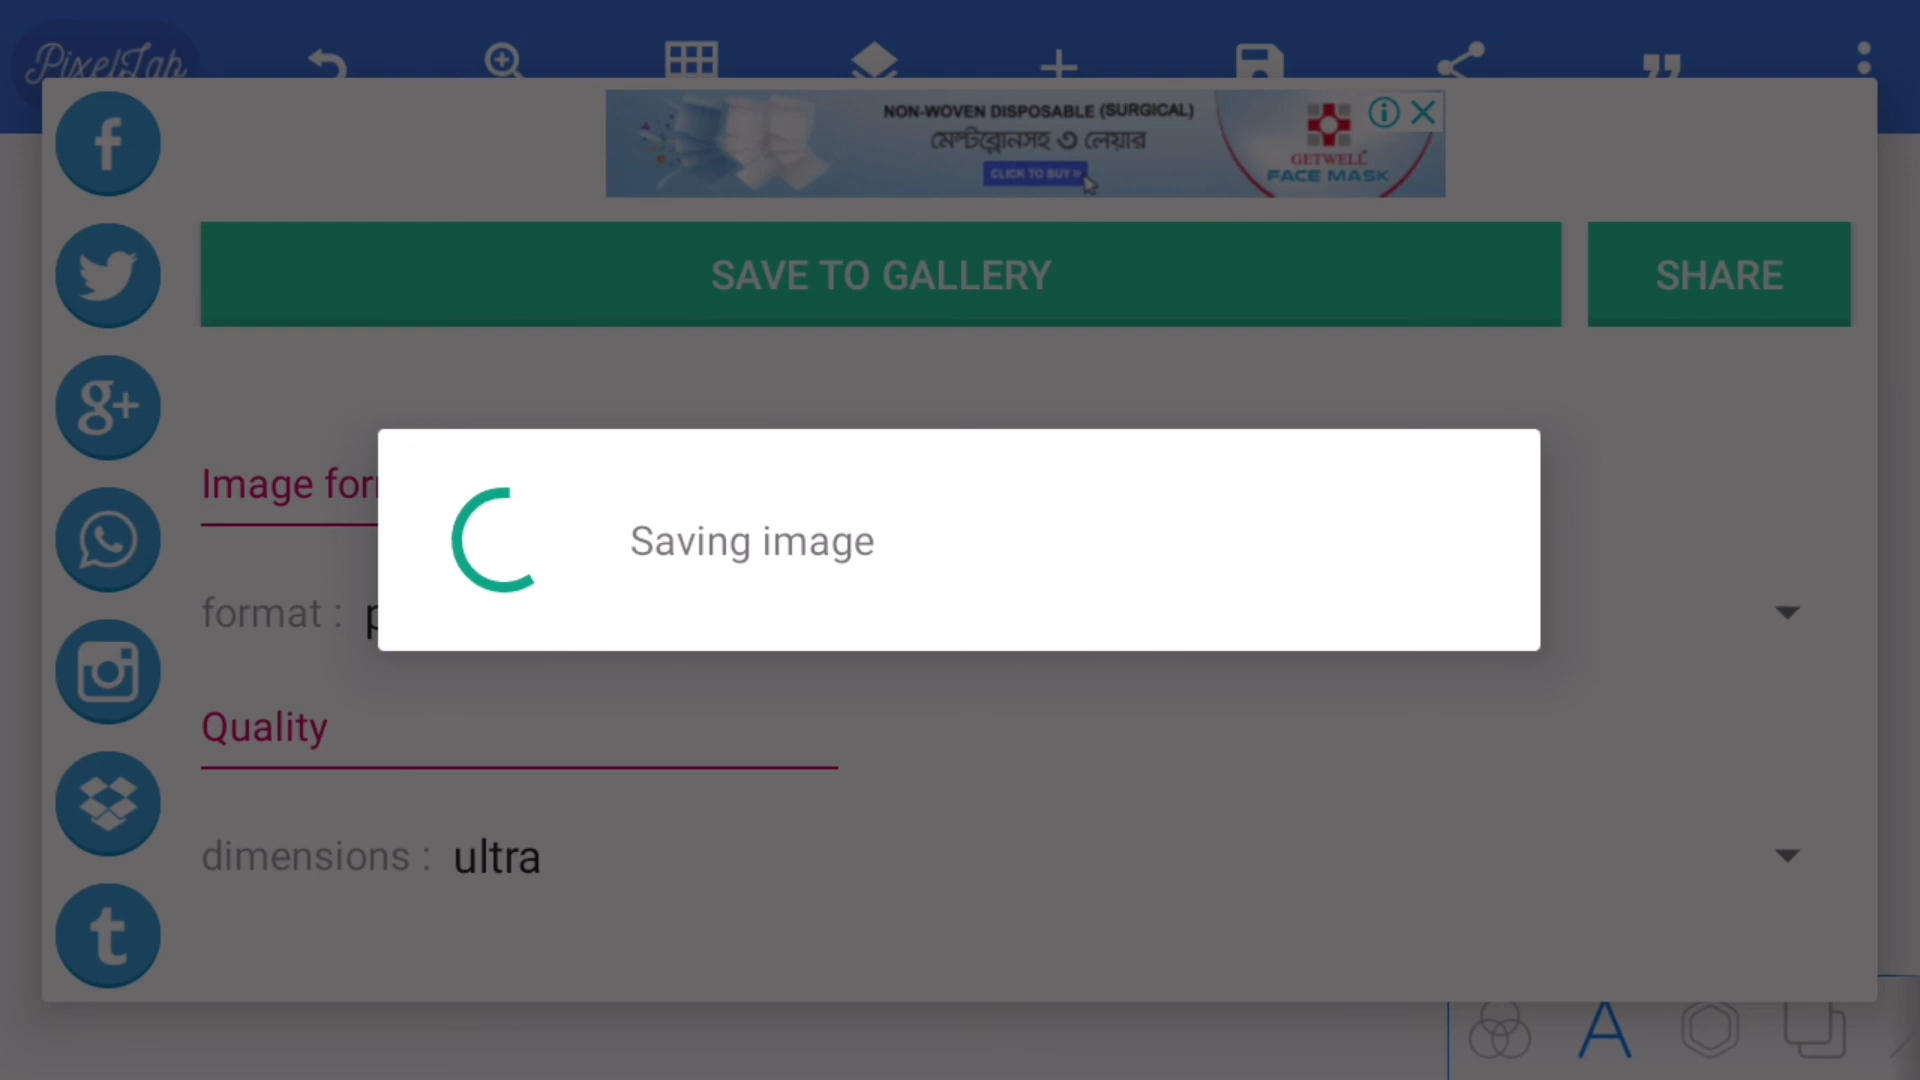 PixelLab
NON-WOVEN DISPOSABLE (SURGICAL)
মেল্টব্লোনসহ ৩ লেয়ার
CLICK TO BUY »
GETWELL
FACE MASK
SAVE TO GALLERY
SHARE
Image for
Saving image
format : p
Quality
dimensions : ultra